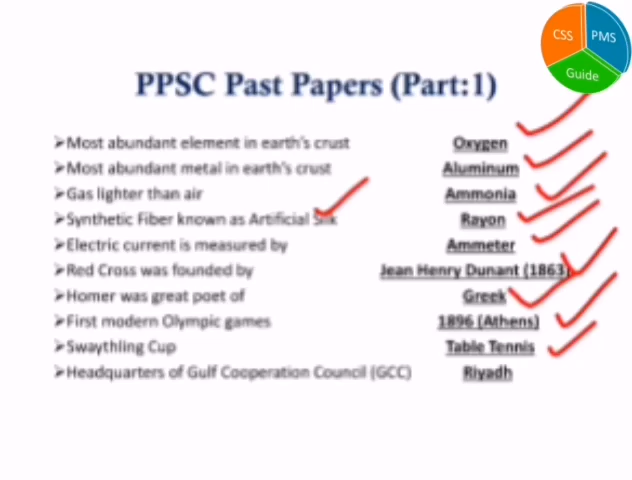 CSS PMS
Guide
PPSC Past Papers (Part:1)
➢Most abundant element in earth's crust Oxygen
➢Most abundant metal in earth's crust Aluminum
➢Gas lighter than air Ammonia
➢Synthetic Fiber known as Artificial Silk Rayon
➢Electric current is measured by Ammeter
➢Red Cross was founded by Jean Henry Dunant (1863)
➢Homer was great poet of Greek
➢First modern Olympic games 1896 (Athens)
➢Swaythling Cup Table Tennis
➢Headquarters of Gulf Cooperation Council (GCC) Riyadh